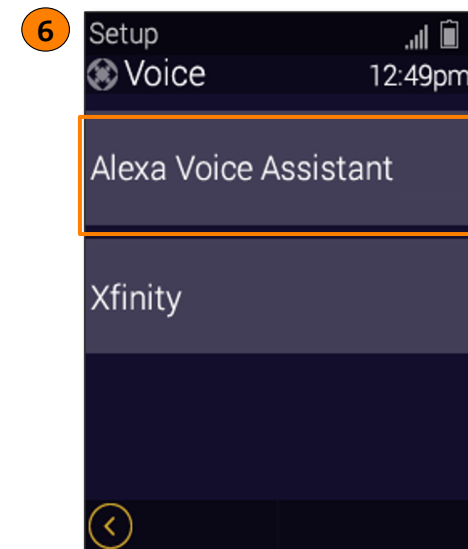 6
Setup
Voice
12:49pm
Alexa Voice Assistant
Xfinity